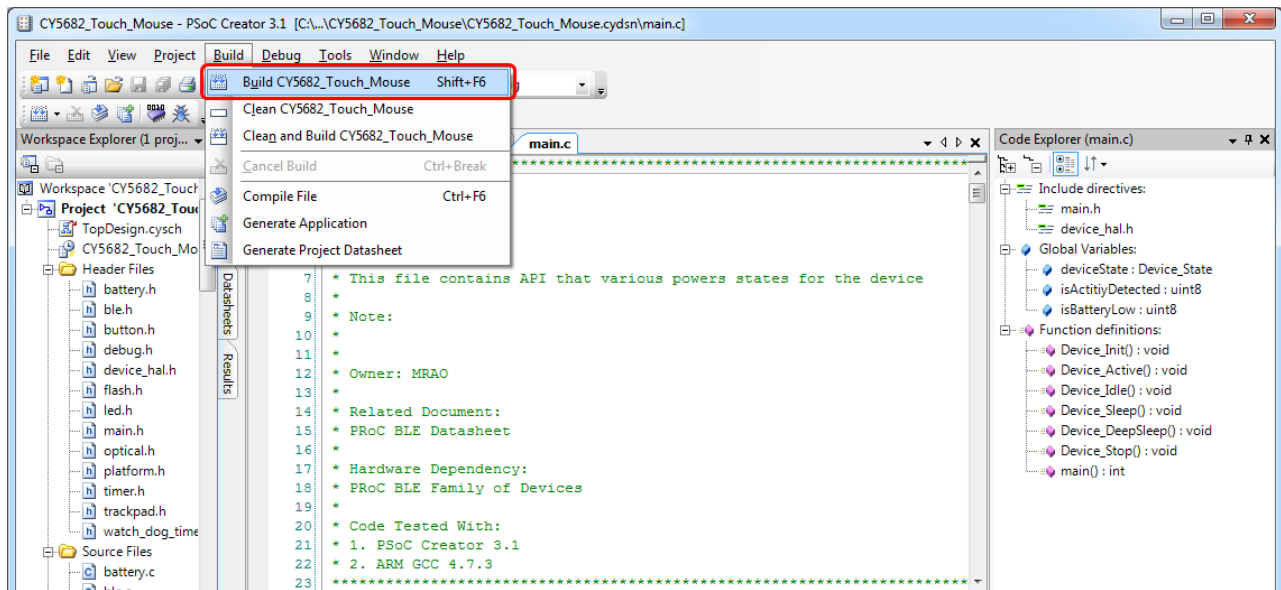 CY5682_Touch_Mouse - PSoC Creator 3.1 [C:\...\CY5682_Touch_Mouse\CY5682_Touch_Mouse.cydsn\main.c]
File Edit View Project Build Debug Tools Window Help
Build CY5682_Touch_Mouse Shift+F6
Clean CY5682_Touch_Mouse
Clean and Build CY5682_Touch_Mouse
Cancel Build Ctrl+Break
Compile File Ctrl+F6
Generate Application
Generate Project Datasheet
Workspace Explorer (1 proj...
Workspace 'CY5682_Touch
Project 'CY5682_Touc
TopDesign.cysch
CY5682_Touch_Mo
Header Files
battery.h
ble.h
button.h
debug.h
device_hal.h
flash.h
led.h
main.h
optical.h
platform.h
timer.h
trackpad.h
watch_dog_time
Source Files
battery.c
Datasheets
Results
main.c
7 * This file contains API that various powers states for the device
8 *
9 * Note:
10 *
11 *
12 * Owner: MRAO
13 *
14 * Related Document:
15 * PRoC BLE Datasheet
16 *
17 * Hardware Dependency:
18 * PRoC BLE Family of Devices
19 *
20 * Code Tested With:
21 * 1. PSoC Creator 3.1
22 * 2. ARM GCC 4.7.3
23 ******************************************************************************
Code Explorer (main.c)
Include directives:
main.h
device_hal.h
Global Variables:
deviceState : Device_State
isActitiyDetected : uint8
isBatteryLow : uint8
Function definitions:
Device_Init() : void
Device_Active() : void
Device_Idle() : void
Device_Sleep() : void
Device_DeepSleep() : void
Device_Stop() : void
main() : int